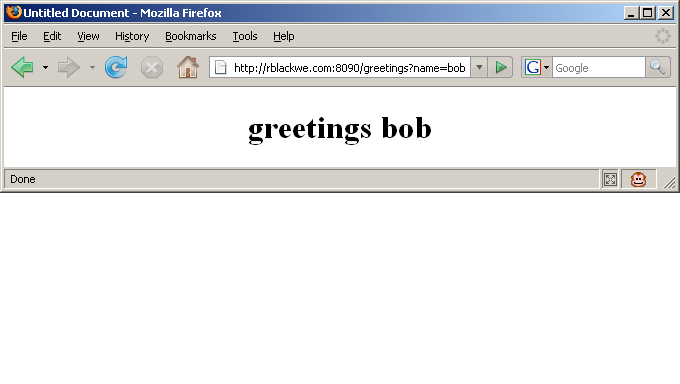 Untitled Document - Mozilla Firefox
File Edit View History Bookmarks Tools Help
http://rblackwe.com:8090/greetings?name=bob G Google
greetings bob
Done